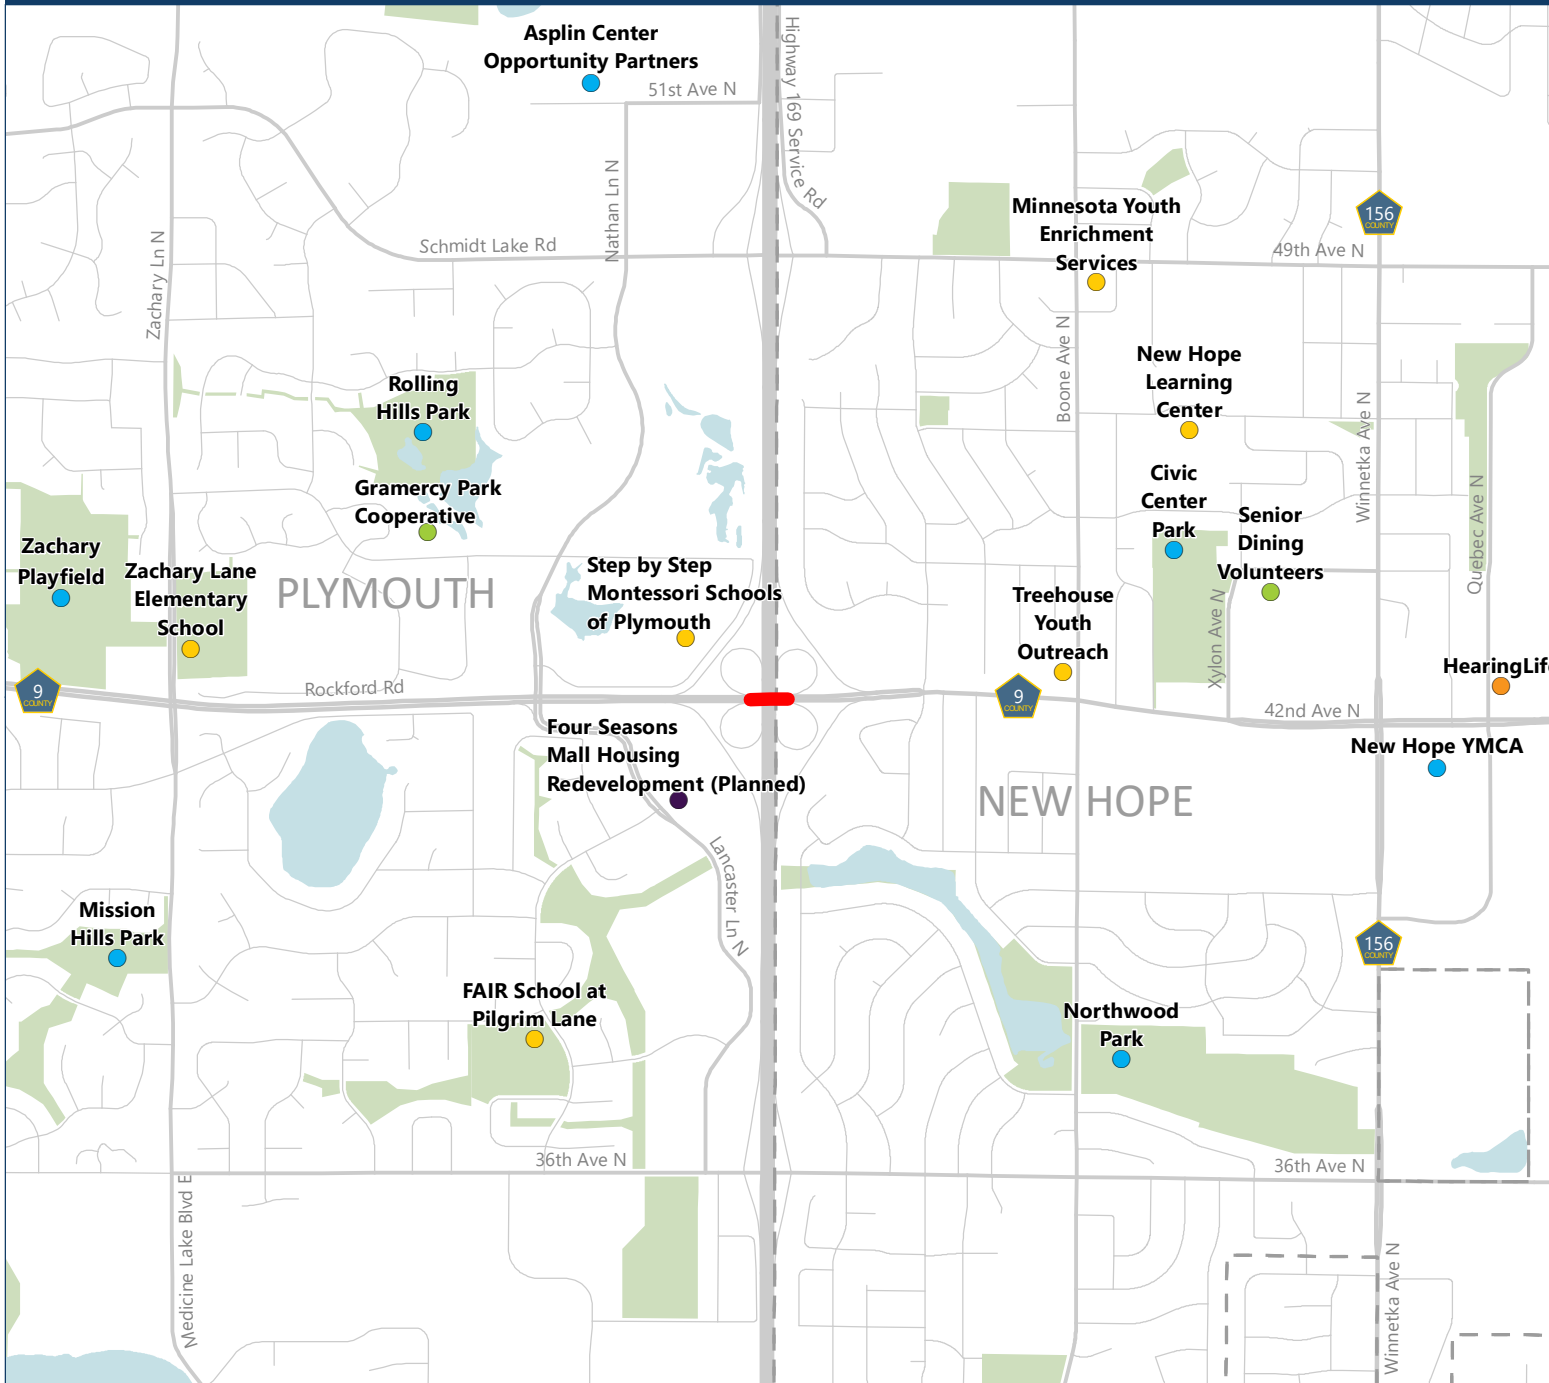 Asplin Center
Opportunity Partners
51st Ave N
Highway 169 Service Rd
Nathan Ln N
Schmidt Lake Rd
Zachary Ln N
Minnesota Youth
Enrichment
Services
156
COUNTY
49th Ave N
Boone Ave N
New Hope
Learning
Center
Winnetka Ave N
Rolling
Hills Park
Gramercy Park
Cooperative
Civic
Center
Park
Senior
Dining
Volunteers
Quebec Ave N
Zachary
Playfield
Zachary Lane
Elementary
School
PLYMOUTH
Step by Step
Montessori Schools
of Plymouth
Treehouse
Youth
Outreach
Xylon Ave N
HearingLife
9
COUNTY
Rockford Rd
9
COUNTY
42nd Ave N
Four Seasons
Mall Housing
Redevelopment (Planned)
New Hope YMCA
NEW HOPE
Lancaster Ln N
Mission
Hills Park
156
COUNTY
FAIR School at
Pilgrim Lane
Northwood
Park
36th Ave N
36th Ave N
Medicine Lake Blvd E
Winnetka Ave N